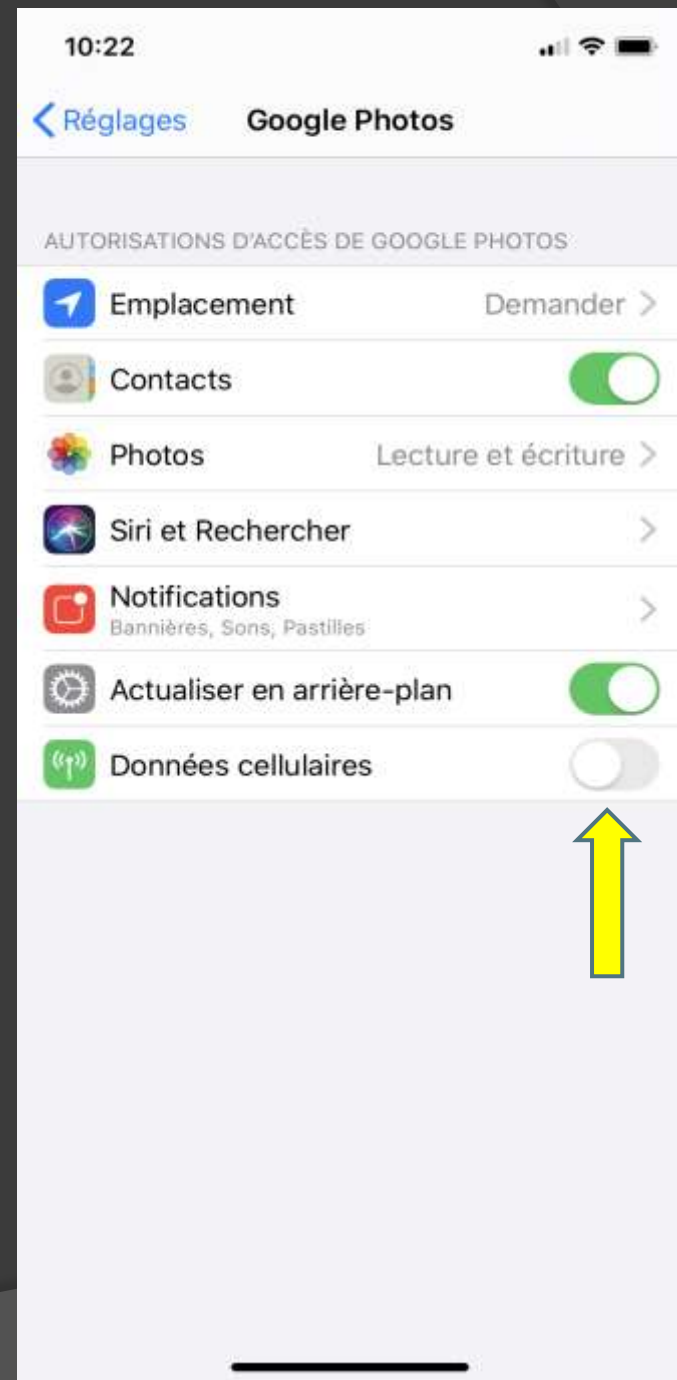 10:22
Réglages Google Photos
AUTORISATIONS D'ACCÈS DE GOOGLE PHOTOS
Emplacement Demander
Contacts
Photos Lecture et écriture
Siri et Rechercher
Notifications
Bannières, Sons, Pastilles
Actualiser en arrière-plan
Données cellulaires